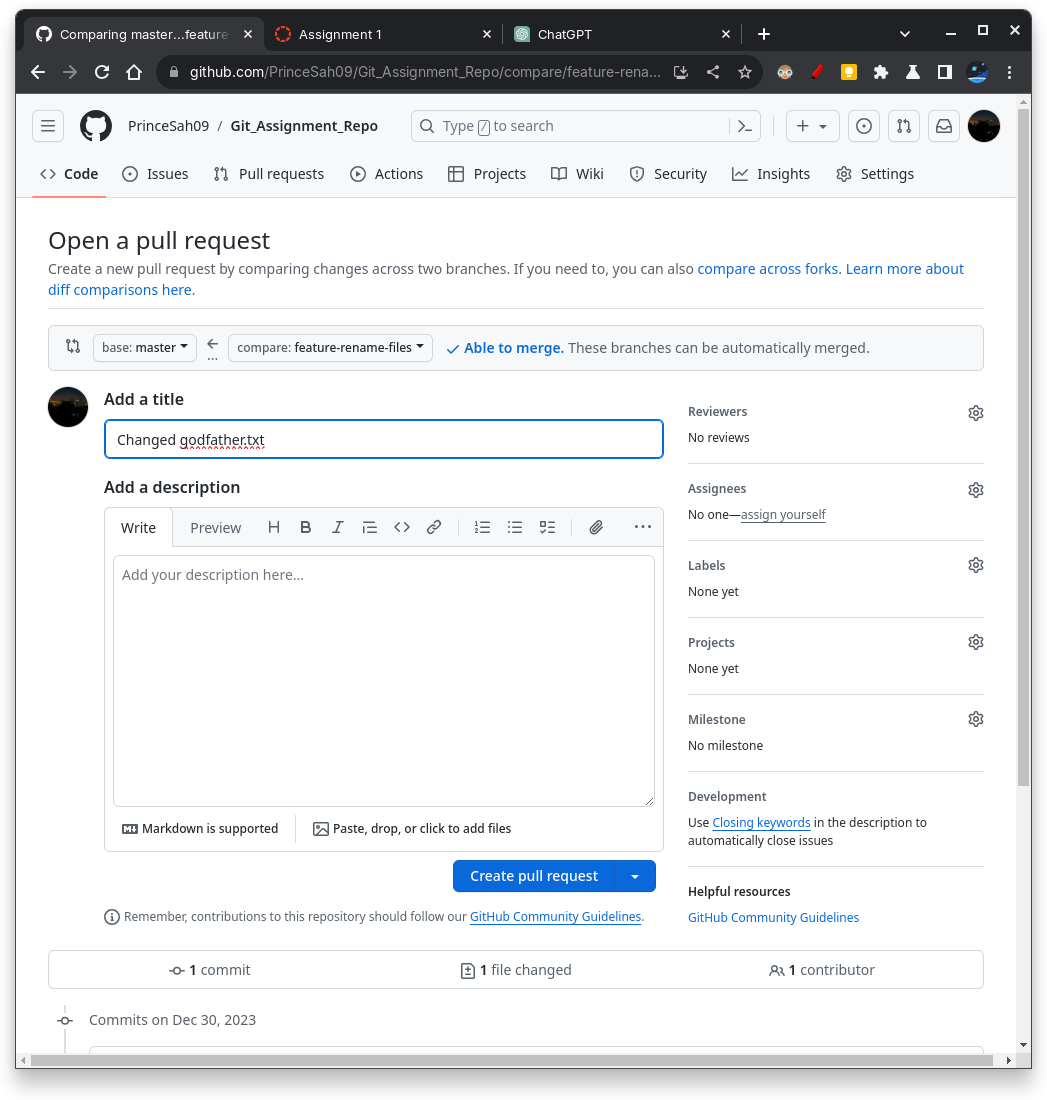 Comparing master...feature
Assignment 1
ChatGPT
github.com/PrinceSah09/Git_Assignment_Repo/compare/feature-rena...
PrinceSah09 / Git_Assignment_Repo
Type / to search
Code
Issues
Pull requests
Actions
Projects
Wiki
Security
Insights
Settings
Open a pull request
Create a new pull request by comparing changes across two branches. If you need to, you can also compare across forks. Learn more about
diff comparisons here.
base: master
...
compare: feature-rename-files
Able to merge. These branches can be automatically merged.
Add a title
Changed godfather.txt
Add a description
Write
Preview
Add your description here...
Markdown is supported
Paste, drop, or click to add files
Create pull request
Remember, contributions to this repository should follow our GitHub Community Guidelines.
Reviewers
No reviews
Assignees
No one—assign yourself
Labels
None yet
Projects
None yet
Milestone
No milestone
Development
Use Closing keywords in the description to
automatically close issues
Helpful resources
GitHub Community Guidelines
1 commit
1 file changed
1 contributor
Commits on Dec 30, 2023